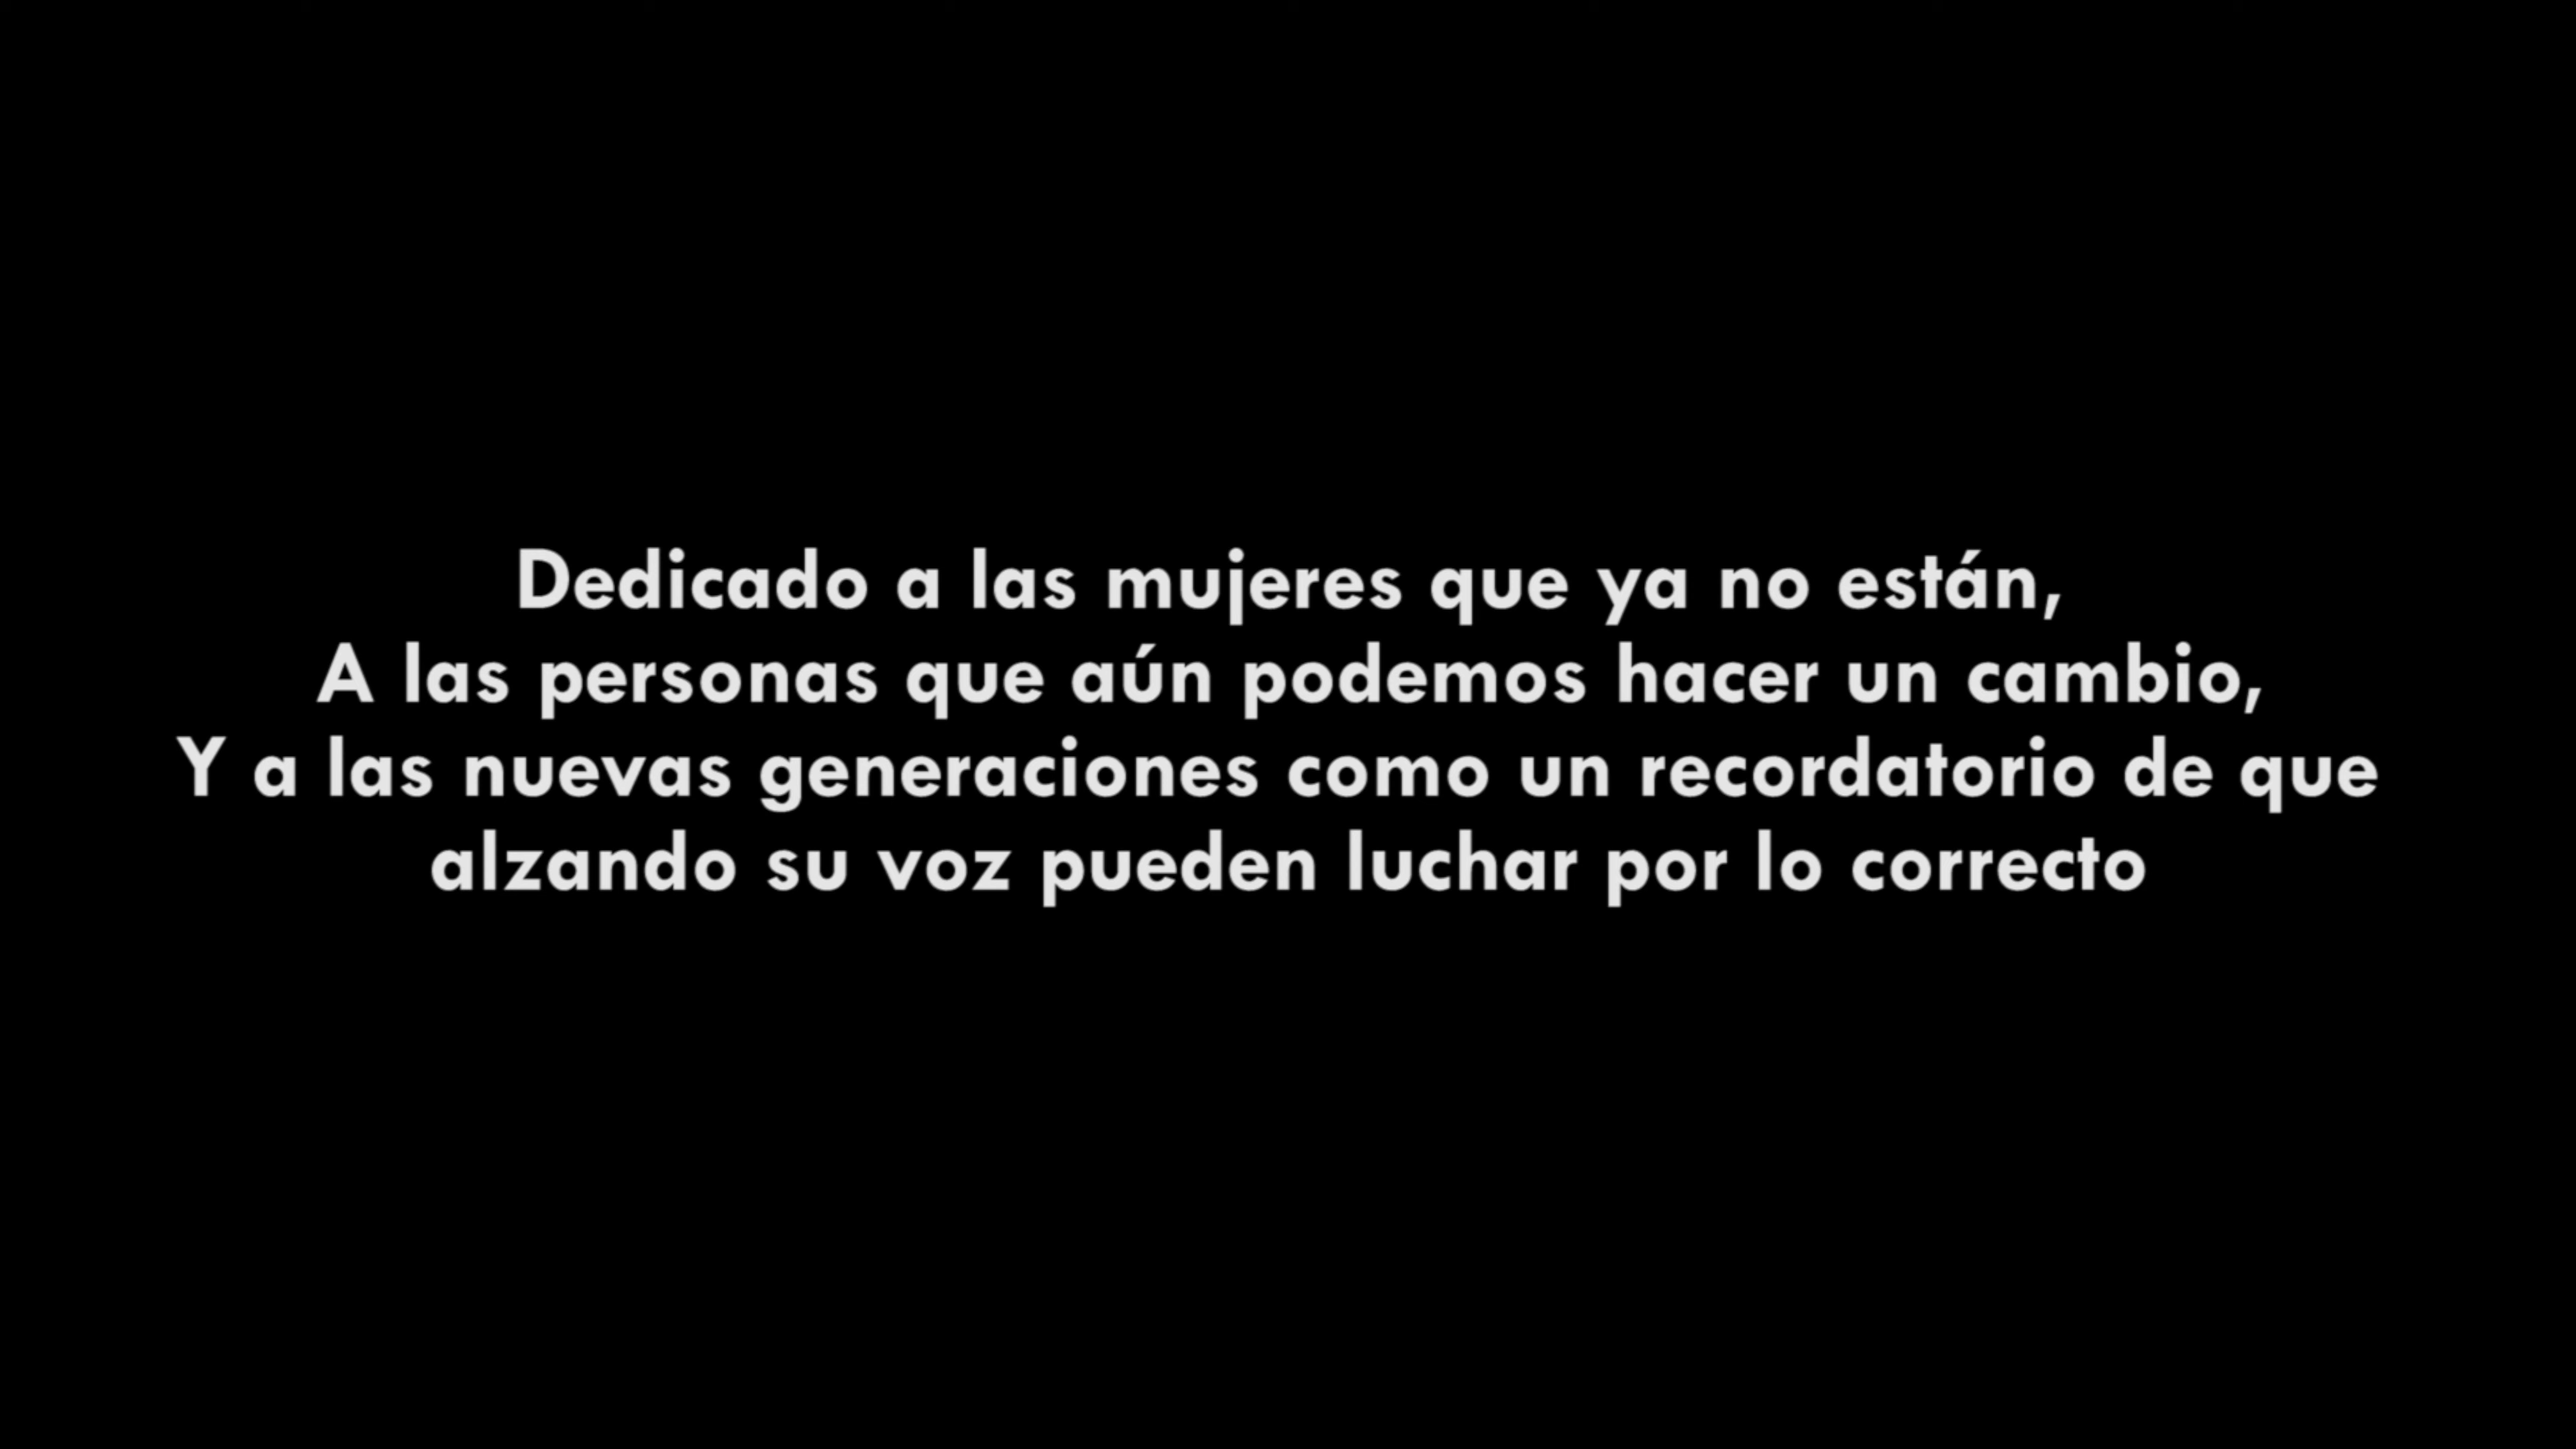 Dedicado a las mujeres que ya no están,
A las personas que aún podemos hacer un cambio,
Y a las nuevas generaciones como un recordatorio de que
alzando su voz pueden luchar por lo correcto